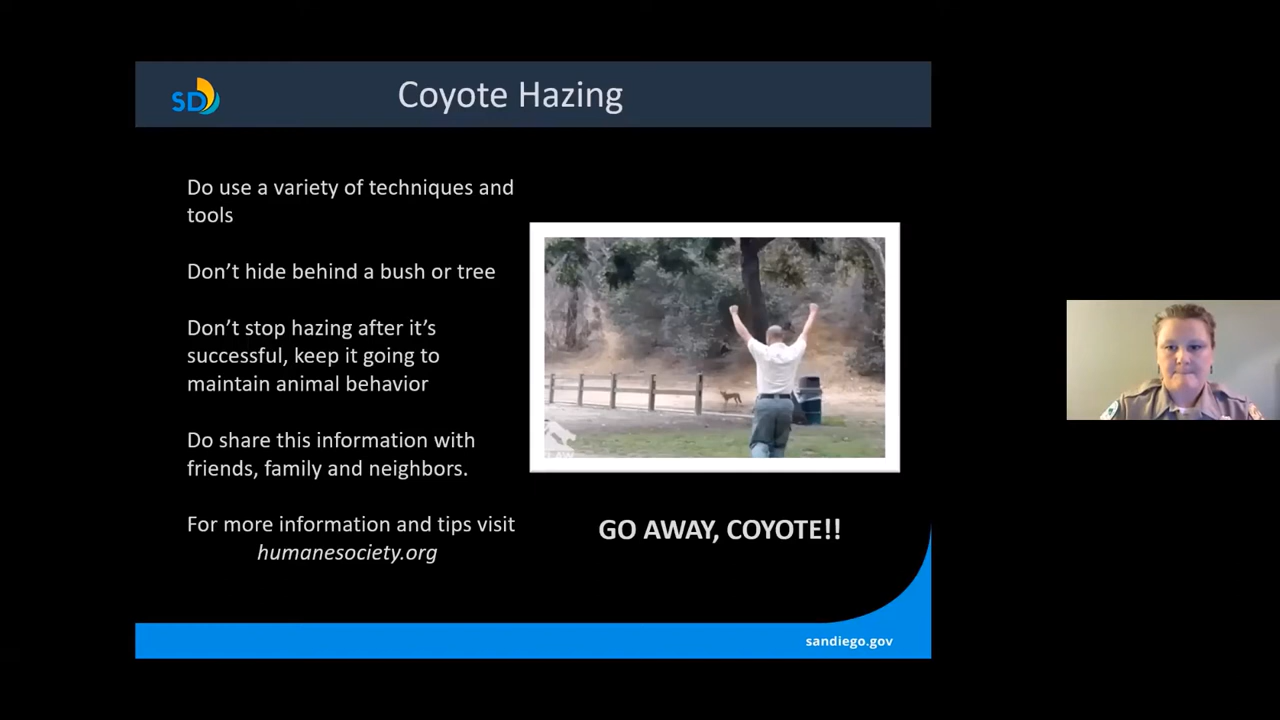 SD
Coyote Hazing
Do use a variety of techniques and
tools
Don’t hide behind a bush or tree
Don’t stop hazing after it’s
successful, keep it going to
maintain animal behavior
Do share this information with
friends, family and neighbors.
For more information and tips visit
humanesociety.org
GO AWAY, COYOTE!!
sandiego.gov